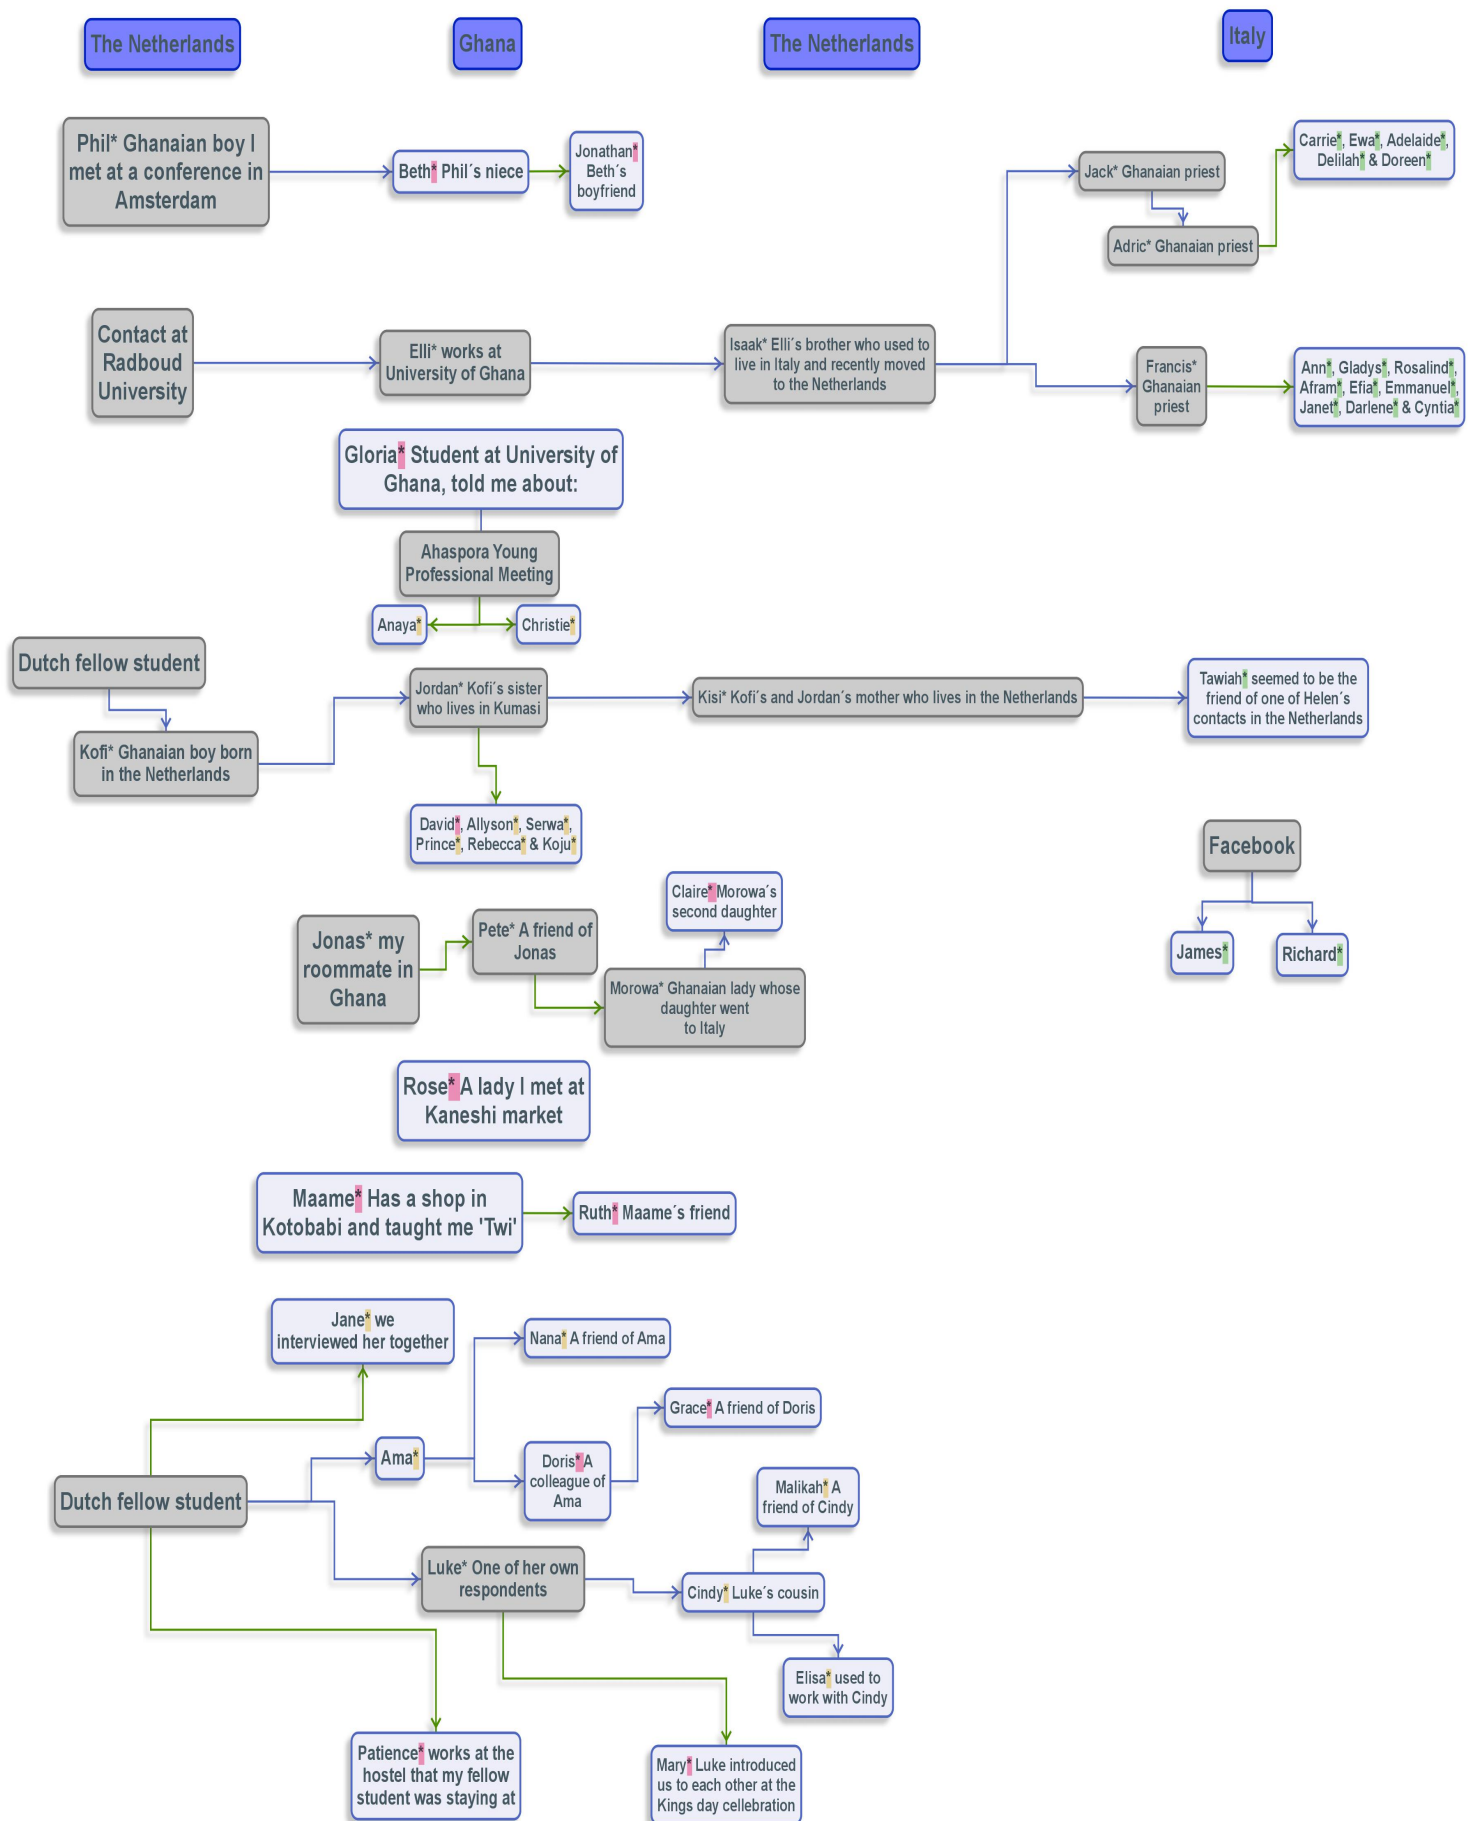 The Netherlands
Ghana
The Netherlands
Italy
Phil* Ghanaian boy I
met at a conference in
Amsterdam
Beth* Phil´s niece
Jonathan*
Beth´s
boyfriend
Jack* Ghanaian priest
Adric* Ghanaian priest
Carrie*, Ewa*, Adelaide*,
Delilah* & Doreen*
Contact at
Radboud
University
Elli* works at
University of Ghana
Isaak* Elli´s brother who used to
live in Italy and recently moved
to the Netherlands
Francis*
Ghanaian
priest
Ann*, Gladys*, Rosalind*,
Afram*, Efia*, Emmanuel*,
Janet*, Darlene* & Cyntia*
Gloria* Student at University of
Ghana, told me about:
Ahaspora Young
Professional Meeting
Anaya*
Christie*
Dutch fellow student
Kofi* Ghanaian boy born
in the Netherlands
Jordan* Kofi´s sister
who lives in Kumasi
Kisi* Kofi´s and Jordan´s mother who lives in the Netherlands
Tawiah* seemed to be the
friend of one of Helen´s
contacts in the Netherlands
David*, Allyson*, Serwa*,
Prince*, Rebecca* & Koju*
Facebook
James*
Richard*
Jonas* my
roommate in
Ghana
Pete* A friend of
Jonas
Claire* Morowa´s
second daughter
Morowa* Ghanaian lady whose
daughter went
to Italy
Rose* A lady I met at
Kaneshi market
Maame* Has a shop in
Kotobabi and taught me 'Twi'
Ruth* Maame´s friend
Jane* we
interviewed her together
Nana* A friend of Ama
Grace* A friend of Doris
Ama*
Doris* A
colleague of
Ama
Dutch fellow student
Malikah* A
friend of Cindy
Luke* One of her own
respondents
Cindy* Luke´s cousin
Elisa* used to
work with Cindy
Patience* works at the
hostel that my fellow
student was staying at
Mary* Luke introduced
us to each other at the
Kings day cellebration